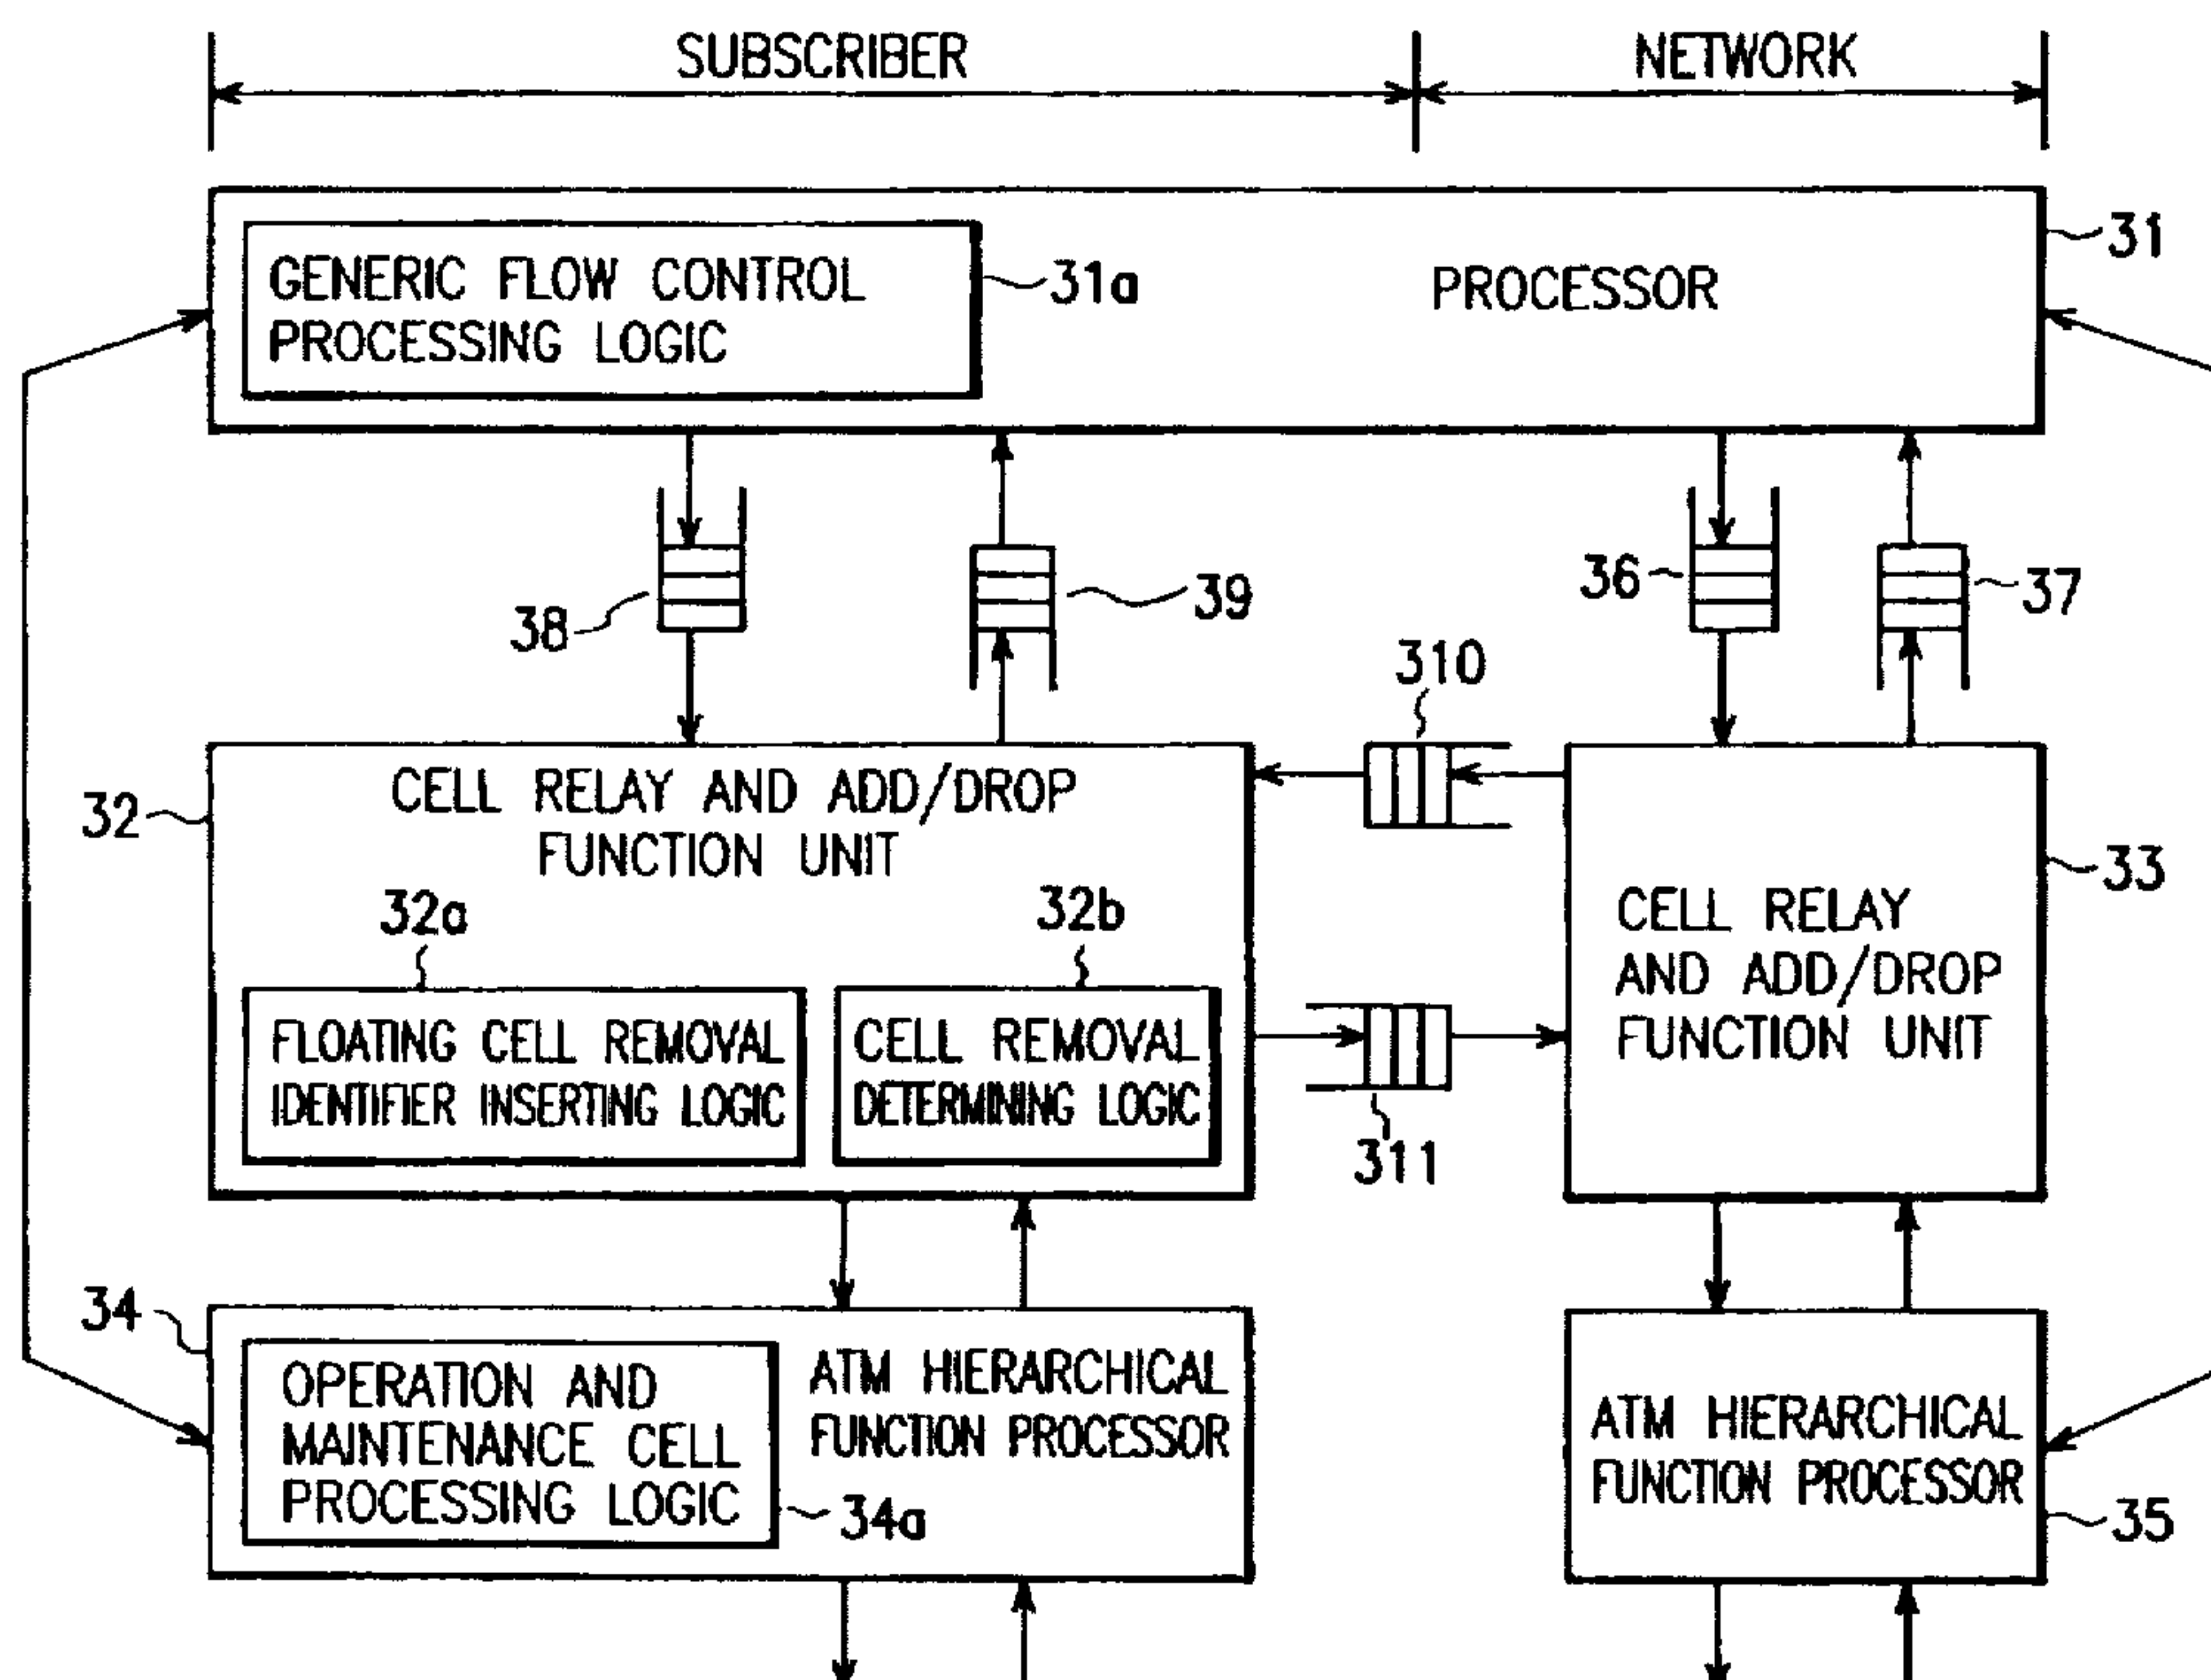 SUBSCRIBER
NETWORK
31
GENERIC FLOW CONTROL
PROCESSING LOGIC
31a
PROCESSOR
38
39
36
37
310
32
CELL RELAY AND ADD/DROP
FUNCTION UNIT
32a
32b
FLOATING CELL REMOVAL
IDENTIFIER INSERTING LOGIC
CELL REMOVAL
DETERMINING LOGIC
311
33
CELL RELAY
AND ADD/DROP
FUNCTION UNIT
34
OPERATION AND
MAINTENANCE CELL
PROCESSING LOGIC
34a
ATM HIERARCHICAL
FUNCTION PROCESSOR
ATM HIERARCHICAL
FUNCTION PROCESSOR
35